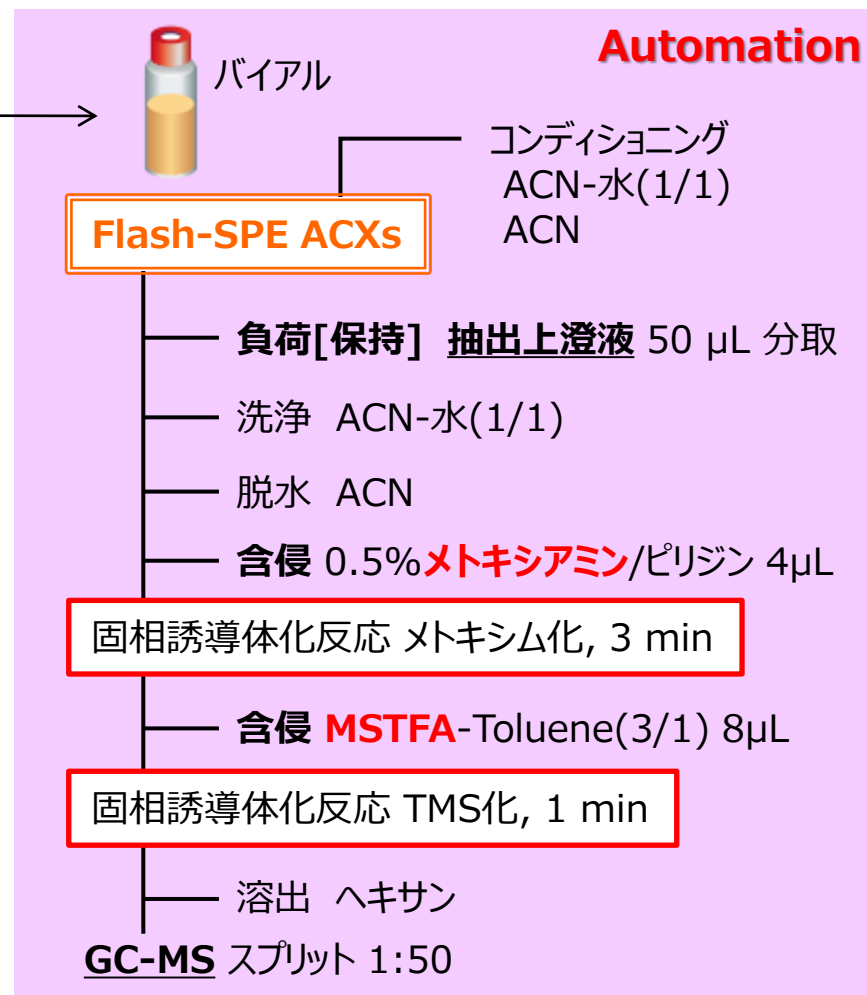 Automation
バイアル
コンディショニング
ACN-水(1/1)
ACN
Flash-SPE ACXs
負荷[保持] 抽出上澄液 50 µL 分取
洗浄 ACN-水(1/1)
脱水 ACN
含侵 0.5%メトキシアミン/ピリジン 4µL
固相誘導体化反応 メトキシム化, 3 min
含侵 MSTFA-Toluene(3/1) 8µL
固相誘導体化反応 TMS化, 1 min
溶出 ヘキサン
GC-MS スプリット 1:50